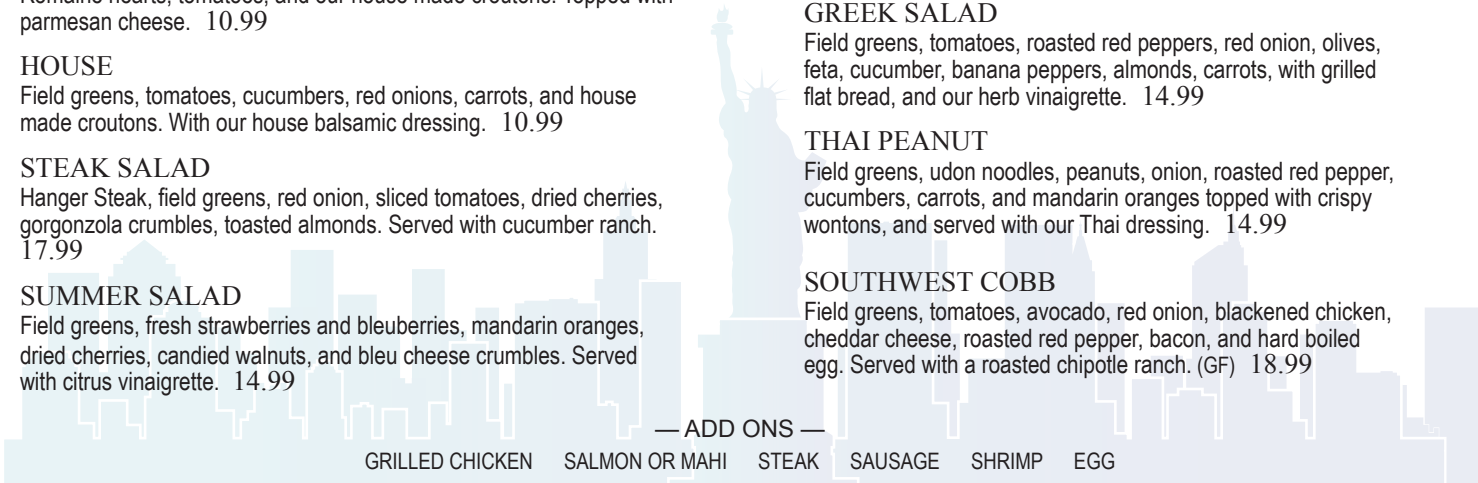 Romaine hearts, tomatoes, and our house made croutons. Topped with
parmesan cheese. 10.99
HOUSE
Field greens, tomatoes, cucumbers, red onions, carrots, and house
made croutons. With our house balsamic dressing. 10.99
STEAK SALAD
Hanger Steak, field greens, red onion, sliced tomatoes, dried cherries,
gorgonzola crumbles, toasted almonds. Served with cucumber ranch.
17.99
SUMMER SALAD
Field greens, fresh strawberries and bleuberries, mandarin oranges,
dried cherries, candied walnuts, and bleu cheese crumbles. Served
with citrus vinaigrette. 14.99
GREEK SALAD
Field greens, tomatoes, roasted red peppers, red onion, olives,
feta, cucumber, banana peppers, almonds, carrots, with grilled
flat bread, and our herb vinaigrette. 14.99
THAI PEANUT
Field greens, udon noodles, peanuts, onion, roasted red pepper,
cucumbers, carrots, and mandarin oranges topped with crispy
wontons, and served with our Thai dressing. 14.99
SOUTHWEST COBB
Field greens, tomatoes, avocado, red onion, blackened chicken,
cheddar cheese, roasted red pepper, bacon, and hard boiled
egg. Served with a roasted chipotle ranch. (GF) 18.99
— ADD ONS —
GRILLED CHICKEN SALMON OR MAHI STEAK SAUSAGE SHRIMP EGG